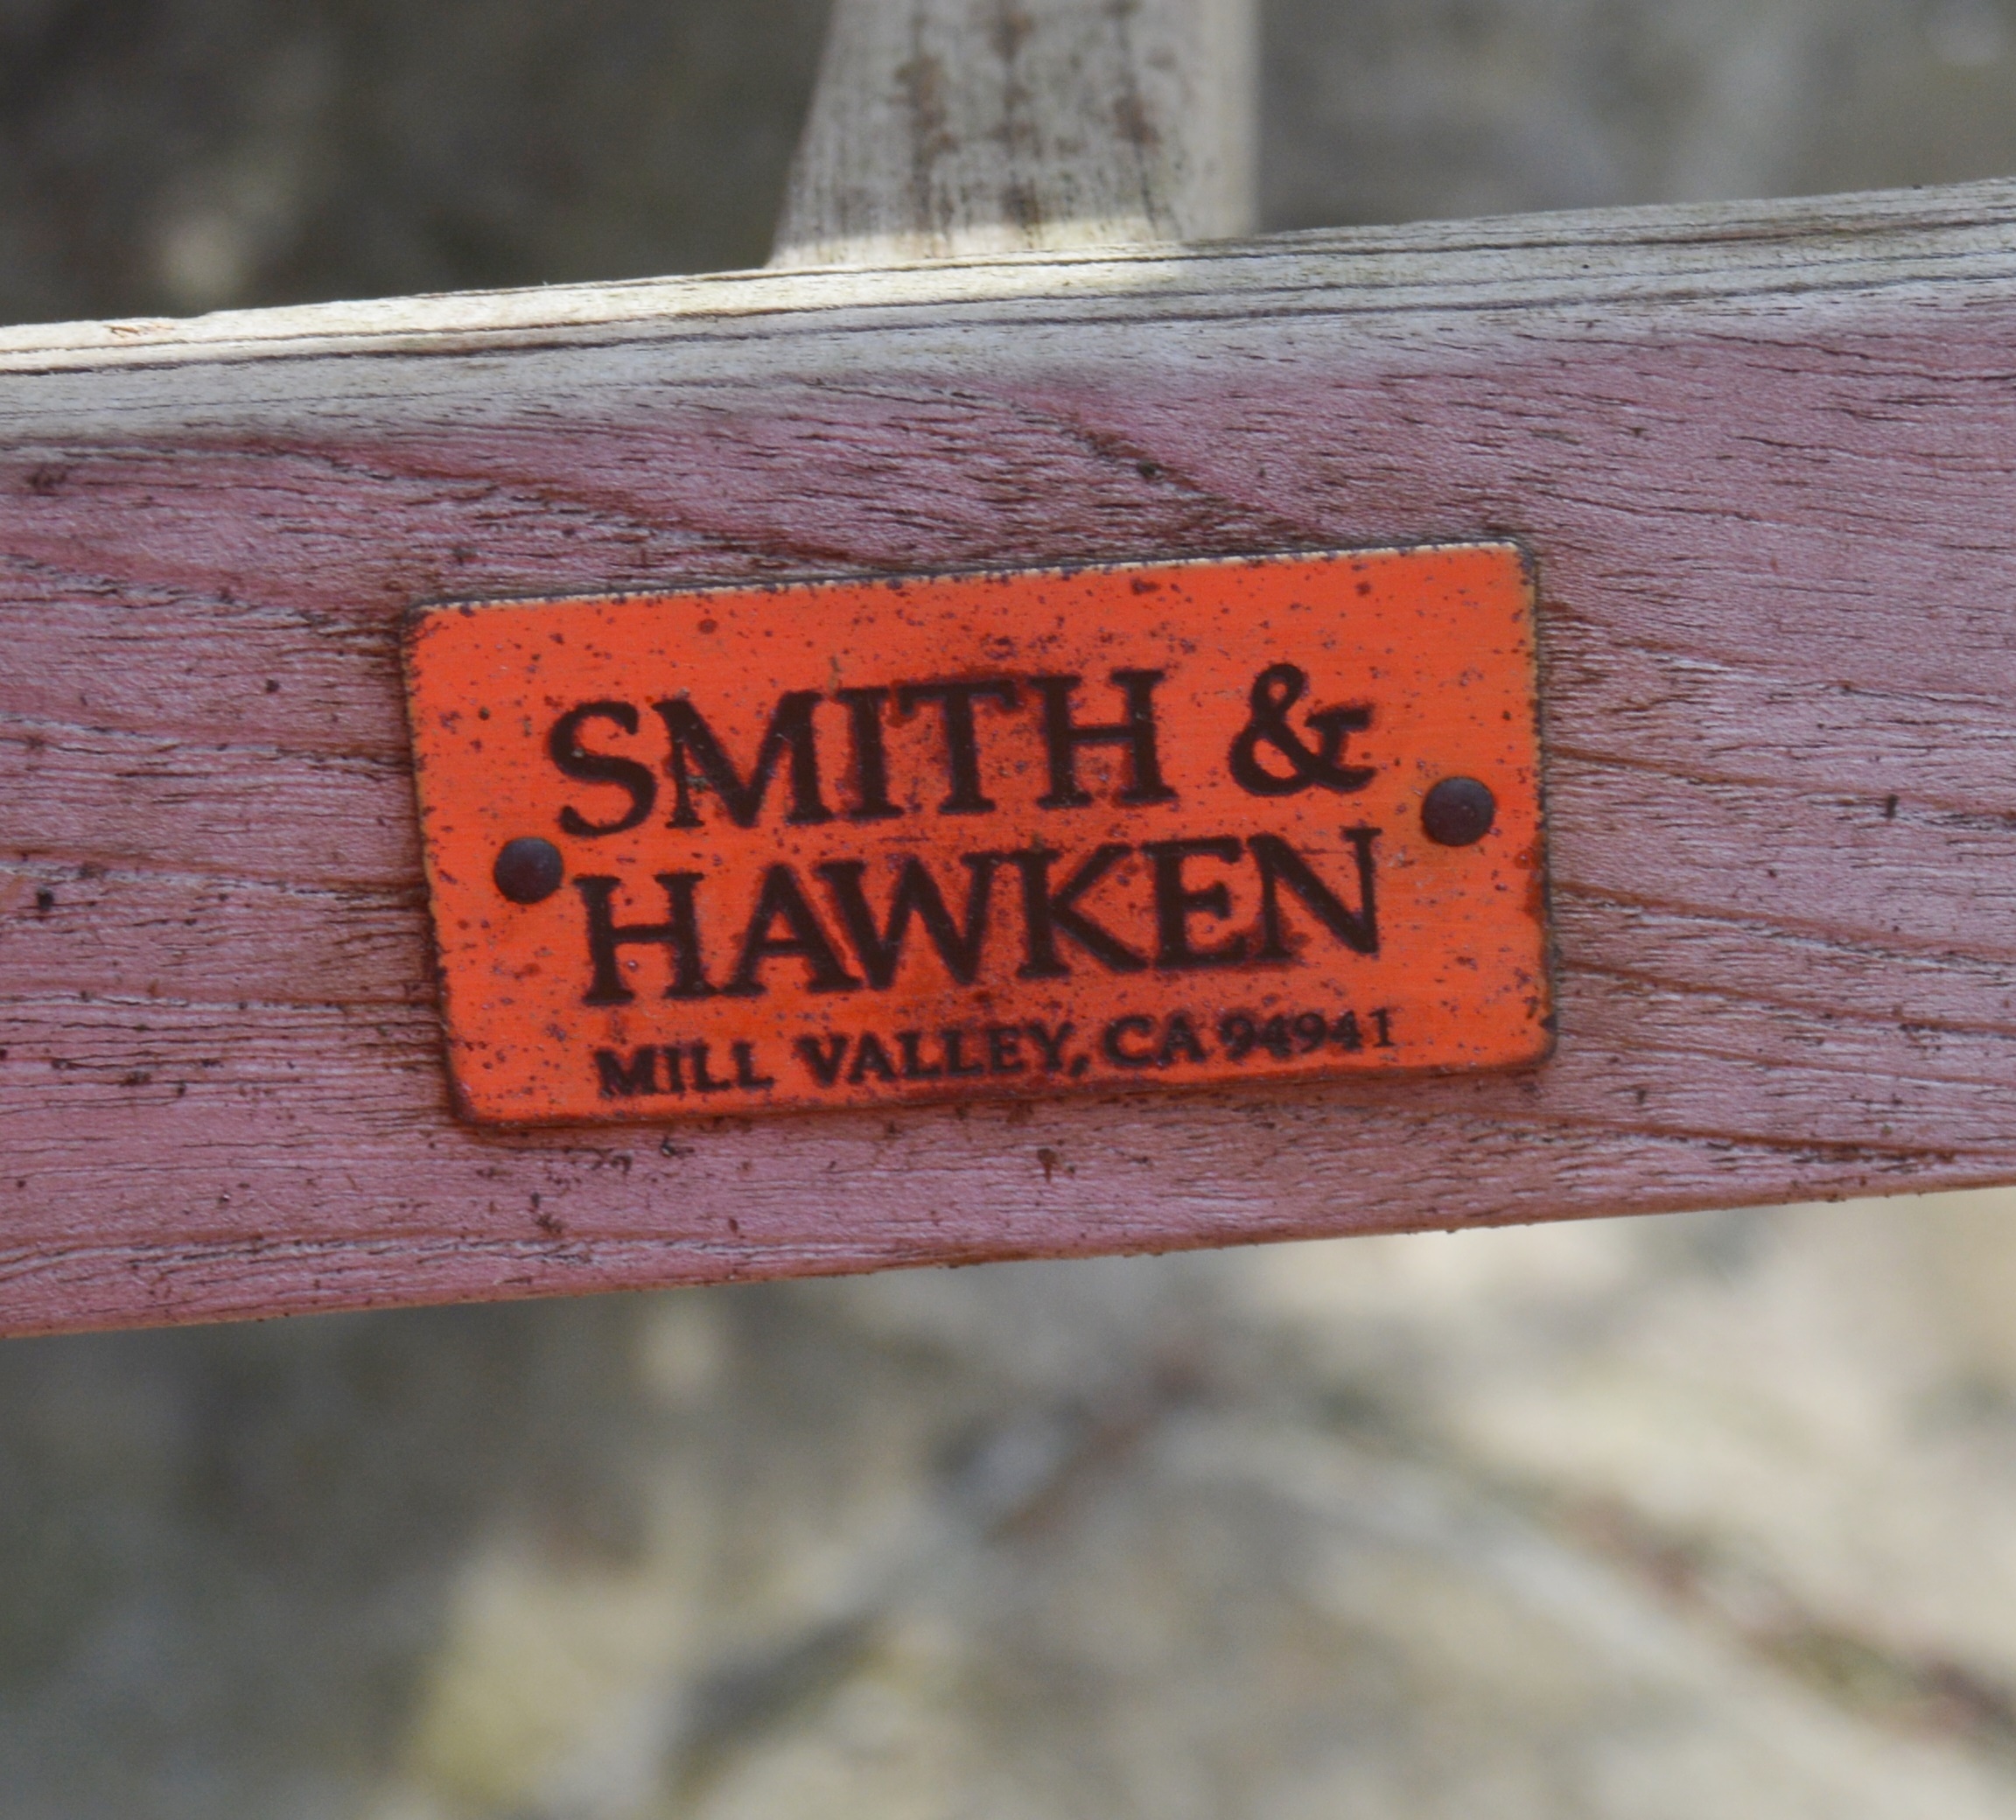 SMITH &
HAWKEN
MILL VALLEY, CA 94941